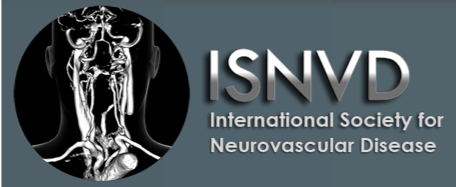 ISNVD
International Society for
Neurovascular Disease